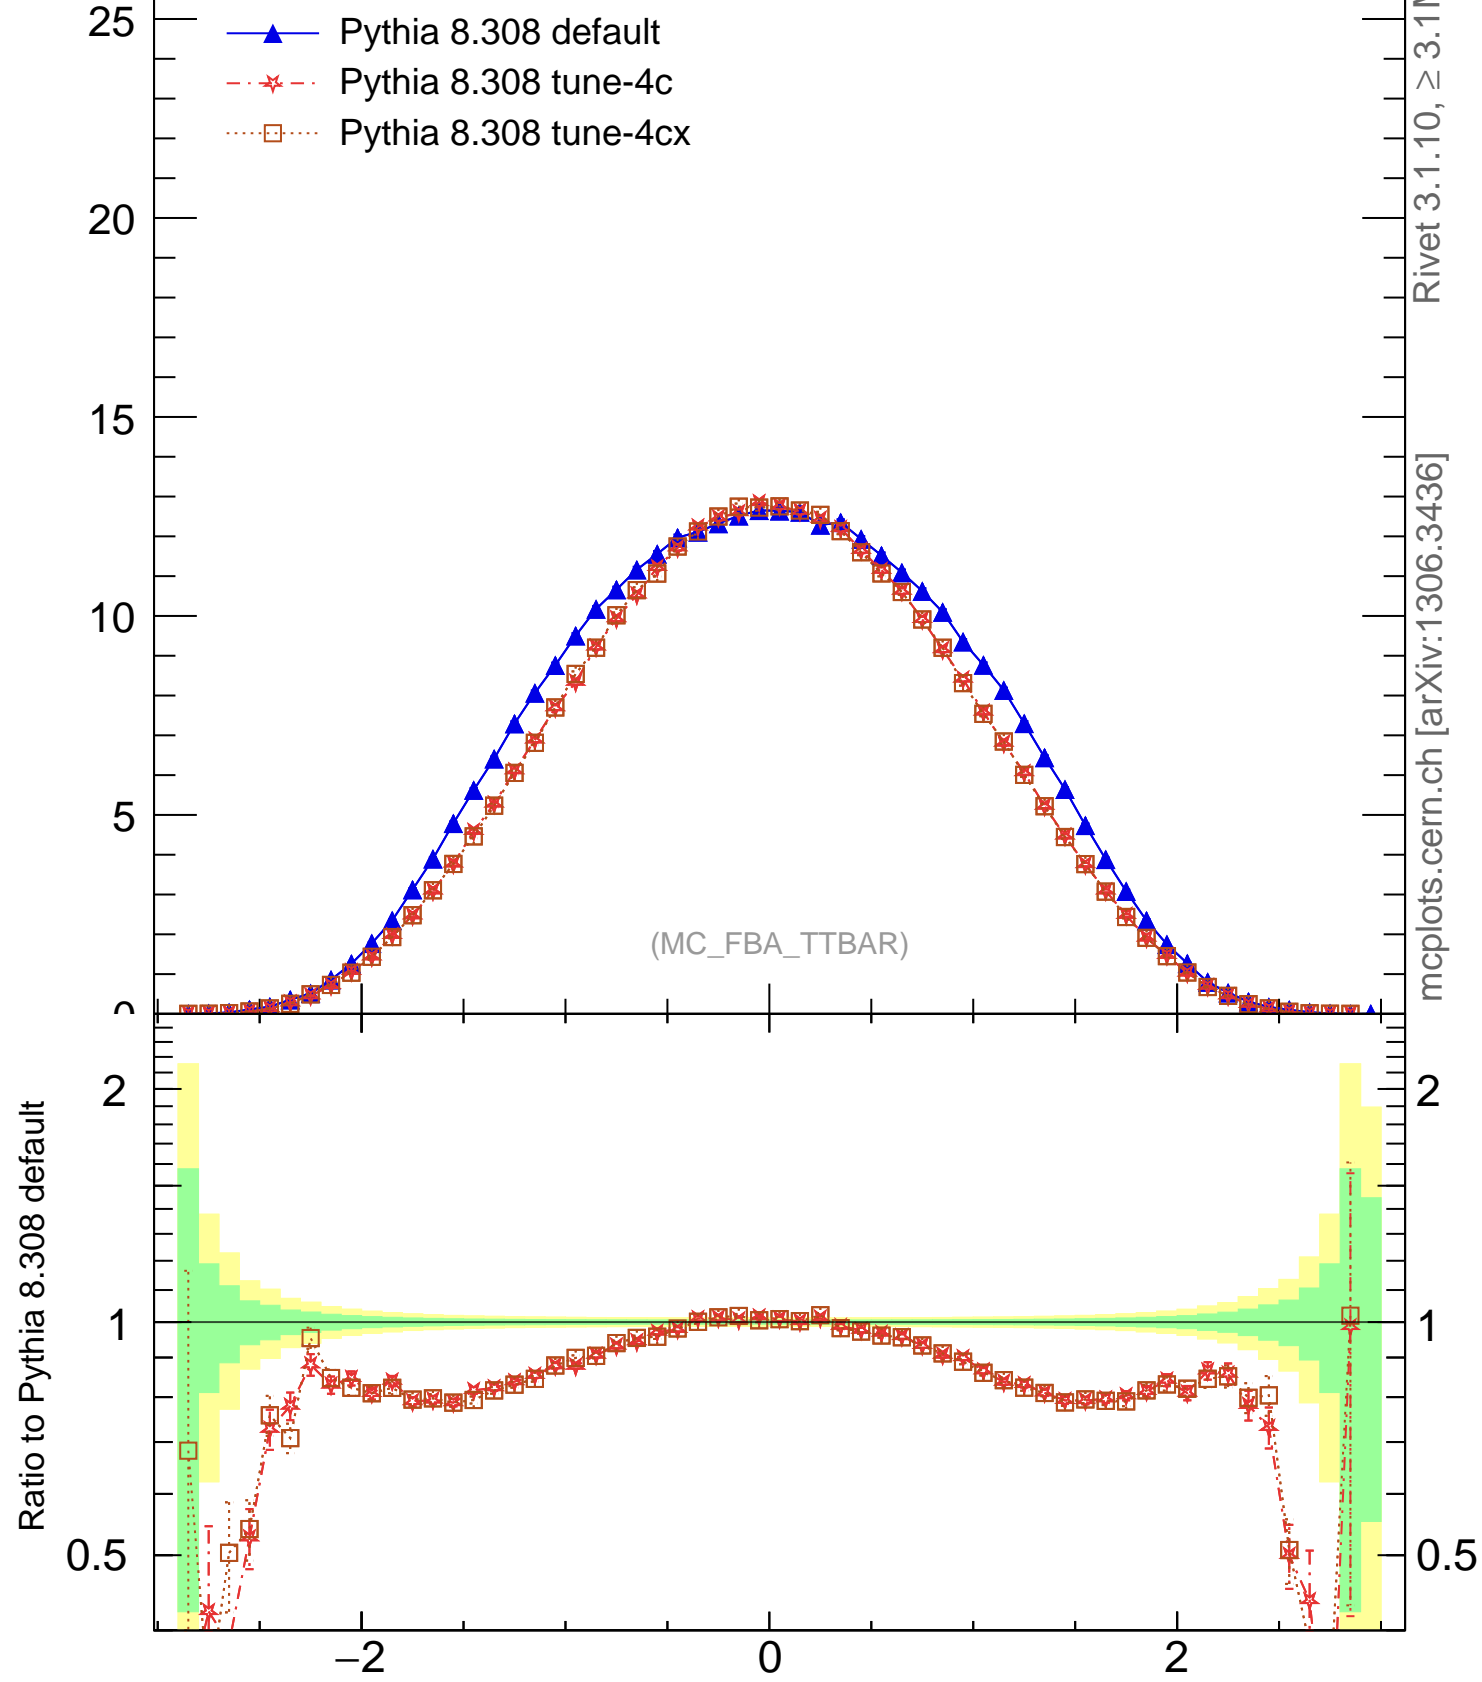 25
Pythia 8.308 default
Pythia 8.308 tune-4c
Pythia 8.308 tune-4cx
20
15
10
5
0
(MC_FBA_TTBAR)
Rivet 3.1.10, ≥ 3.1
mcplots.cern.ch [arXiv:1306.3436]
Ratio to Pythia 8.308 default
2
2
1
1
0.5
0.5
−2
0
2